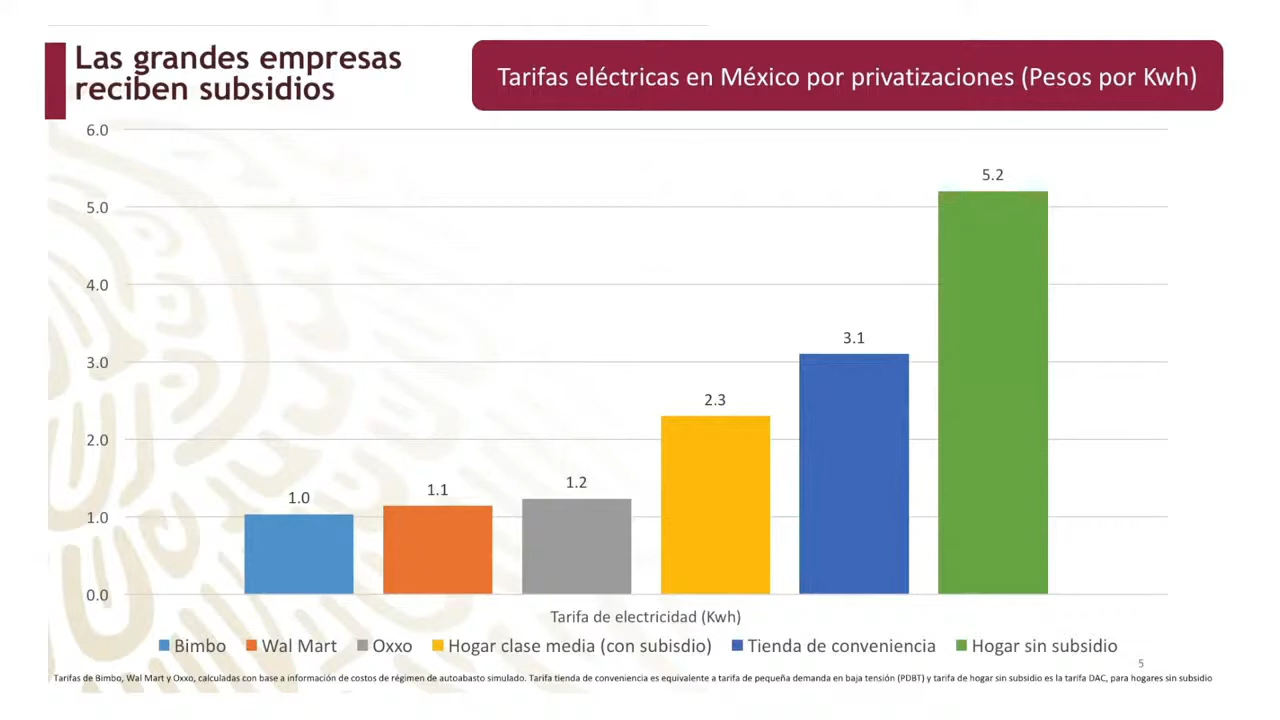 Las grandes empresas
reciben subsidios
Tarifas eléctricas en México por privatizaciones (Pesos por Kwh)
6.0
5.0
4.0
3.0
2.0
1.0
0.0
1.0
1.1
1.2
2.3
3.1
5.2
Tarifa de electricidad (Kwh)
Bimbo Wal Mart Oxxo Hogar clase media (con subisdio) Tienda de conveniencia Hogar sin subsidio
5
Tarifas de Bimbo, Wal Mart y Oxxo, calculadas con base a información de costos de régimen de autoabasto simulado. Tarifa tienda de conveniencia es equivalente a tarifa de pequeña demanda en baja tensión (PDBT) y tarifa de hogar sin subsidio es la tarifa DAC, para hogares sin subsidio